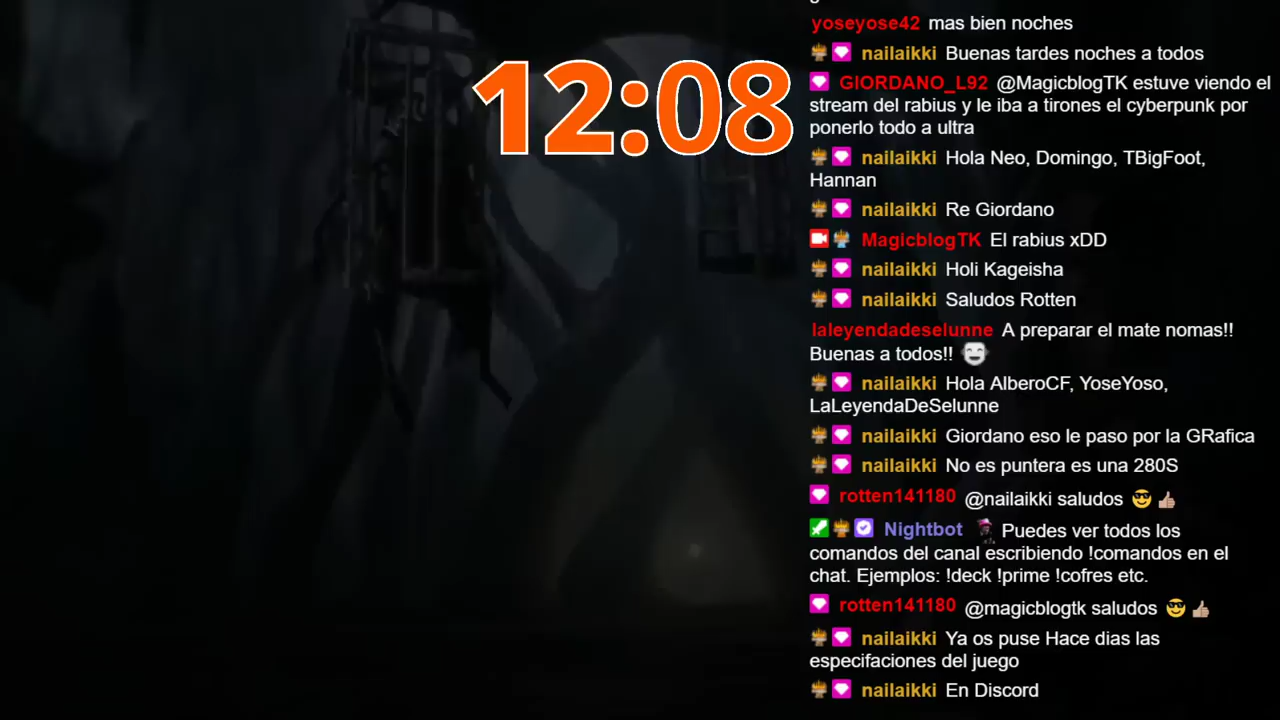 12:08
yoseyose42 mas bien noches
nailaikki Buenas tardes noches a todos
GIORDANO_L92 @MagicblogTK estuve viendo el
stream del rabius y le iba a tirones el cyberpunk por
ponerlo todo a ultra
nailaikki Hola Neo, Domingo, TBigFoot,
Hannan
nailaikki Re Giordano
MagicblogTK El rabius xDD
nailaikki Holi Kageisha
nailaikki Saludos Rotten
laleyendadeselunne A preparar el mate nomas!!
Buenas a todos!!
nailaikki Hola AlberoCF, YoseYoso,
LaLeyendaDeSelunne
nailaikki Giordano eso le paso por la GRafica
nailaikki No es puntera es una 280S
rotten141180 @nailaikki saludos 😎 👍🏼
Nightbot Puedes ver todos los
comandos del canal escribiendo !comandos en el
chat. Ejemplos: !deck !prime !cofres etc.
rotten141180 @magicblogtk saludos 😎 👍🏼
nailaikki Ya os puse Hace dias las
especifaciones del juego
nailaikki En Discord